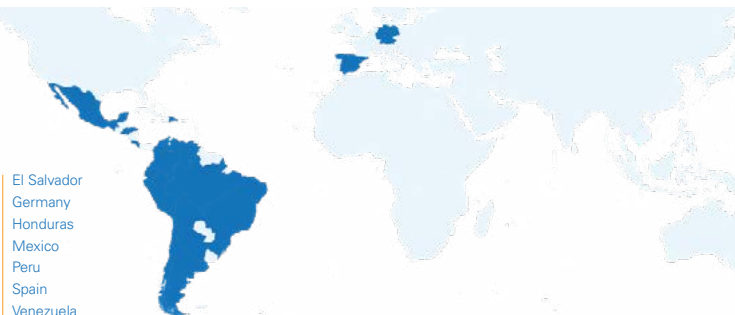 El Salvador
Germany
Honduras
Mexico
Peru
Spain
Venezuela